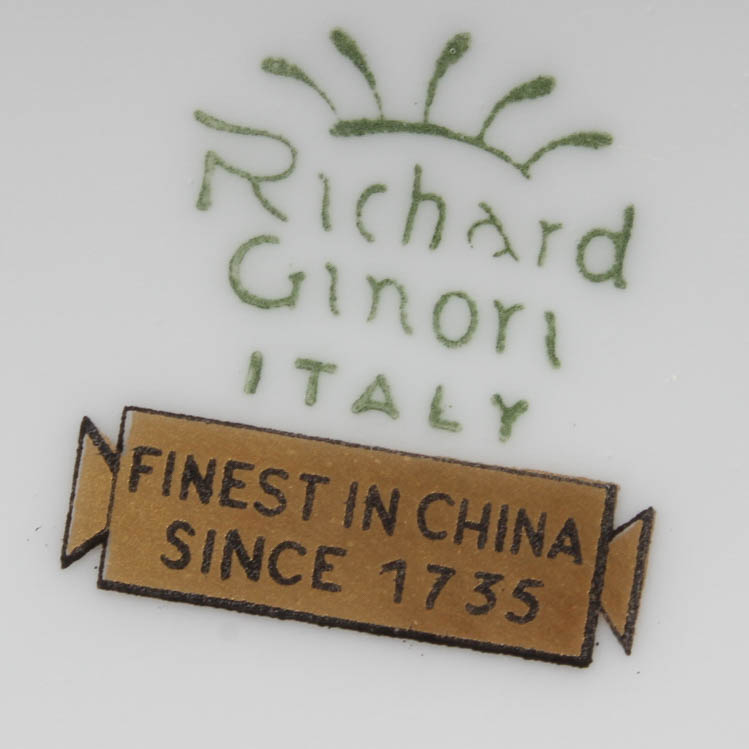 Richard
Ginori
ITALY
FINEST IN CHINA
SINCE 1735